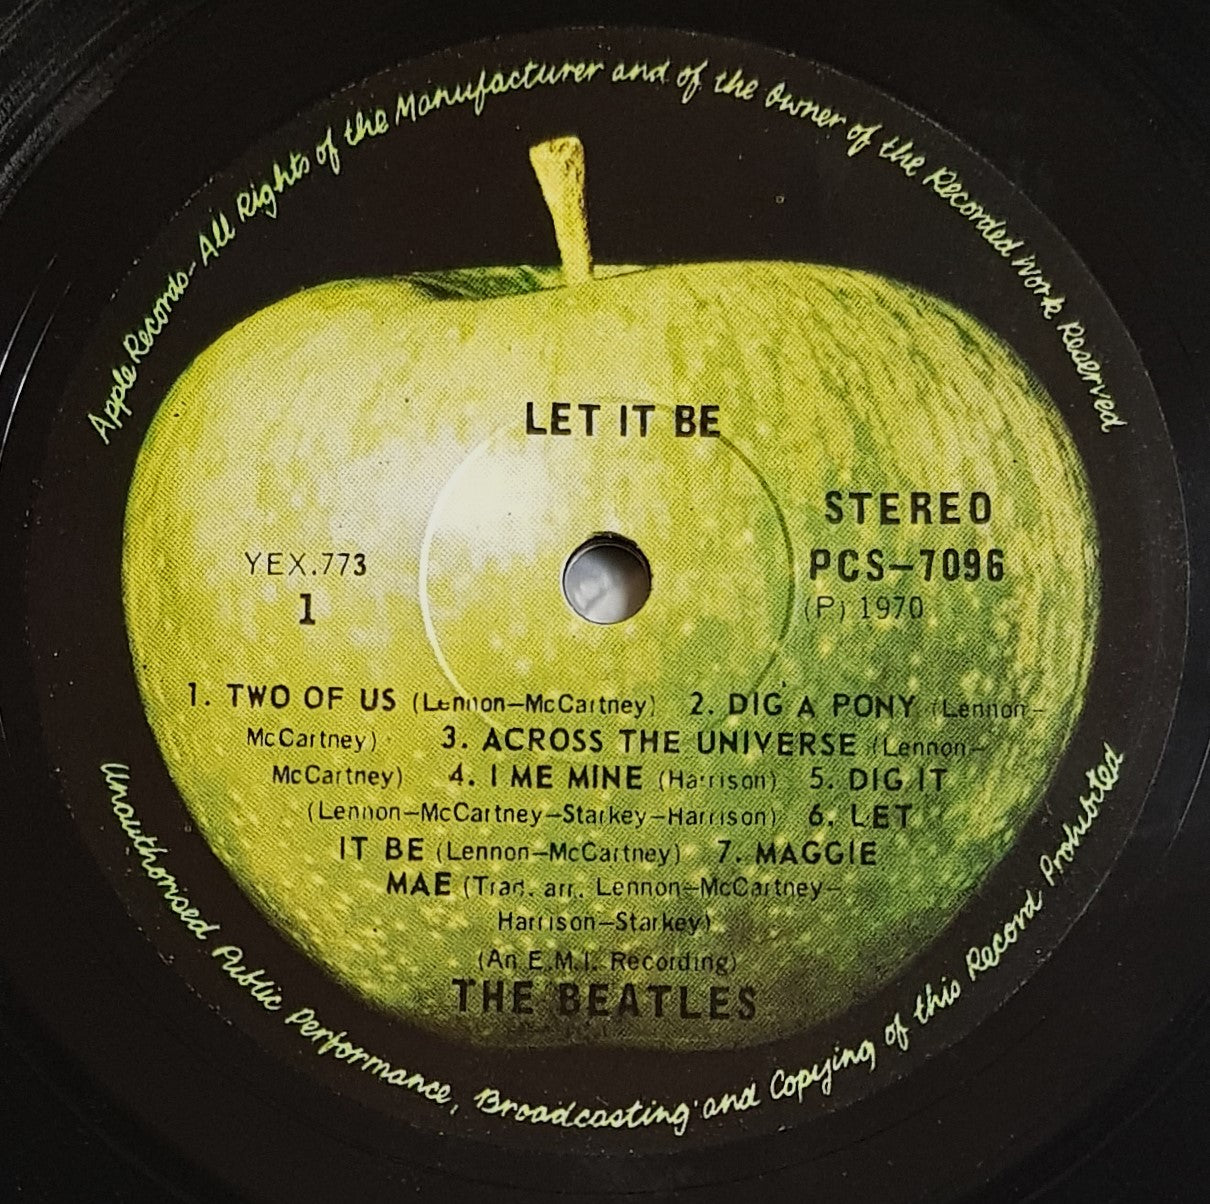 Apple Records- All Rights of the Manufacturer and of the Owner of the Recorded Work Reserved
LET IT BE
STEREO
PCS-7096
(P) 1970
YEX.773
1
1. TWO OF US (Lennon-McCartney) 2. DIG A PONY (Lennon-
McCartney) 3. ACROSS THE UNIVERSE (Lennon-
McCartney) 4. I ME MINE (Harrison) 5. DIG IT
(Lennon-McCartney-Starkey-Harrison) 6. LET
IT BE (Lennon-McCartney) 7. MAGGIE
MAE (Trad. arr. Lennon-McCartney-
Harrison-Starkey)
(An E.M.I. Recording)
THE BEATLES
Unauthorised Public Performance, Broadcasting and Copying of this Record Prohibited